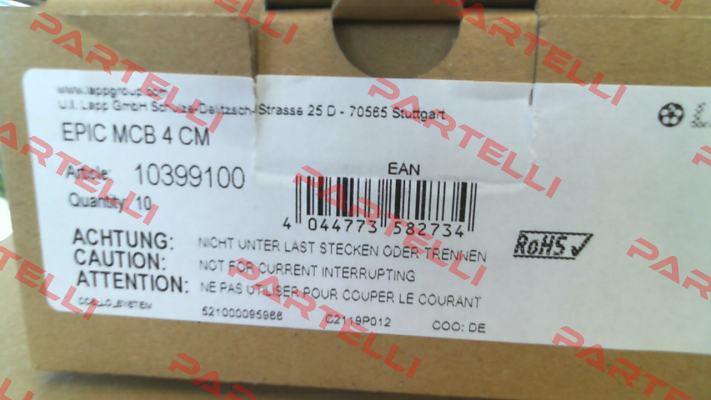 www.lappgroup.com
U.I. Lapp GmbH Schulze-Delitzsch-Strasse 25 D - 70565 Stuttgart
EPIC MCB 4 CM
Article: 10399100
Quantity: 10
EAN
4 044773 582734
ACHTUNG: NICHT UNTER LAST STECKEN ODER TRENNEN
CAUTION: NOT FOR CURRENT INTERRUPTING
ATTENTION: NE PAS UTILISER POUR COUPER LE COURANT
RoHS
521000095988 C2119P012 COO: DE
PARTELLI
PARTELLI
PARTELLI
PARTELLI
PARTELLI
PARTELLI
PARTELLI